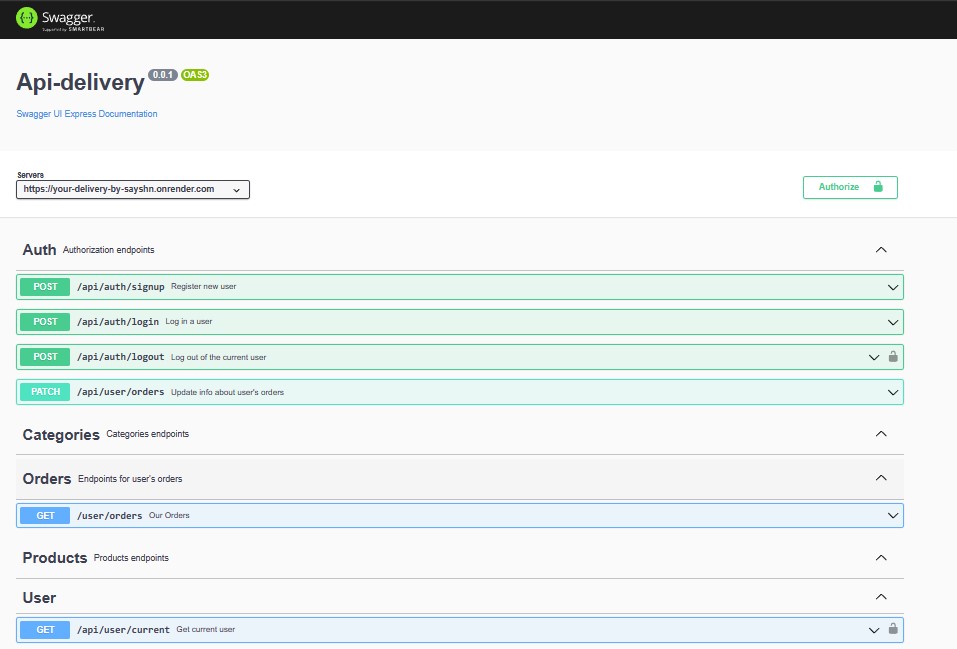 Swagger.
Supported by SMARTBEAR
Api-delivery 0.0.1 OAS3
Swagger UI Express Documentation
Servers
https://your-delivery-by-sayshn.onrender.com
Authorize
Auth Authorization endpoints
POST /api/auth/signup Register new user
POST /api/auth/login Log in a user
POST /api/auth/logout Log out of the current user
PATCH /api/user/orders Update info about user's orders
Categories Categories endpoints
Orders Endpoints for user's orders
GET /user/orders Our Orders
Products Products endpoints
User
GET /api/user/current Get current user